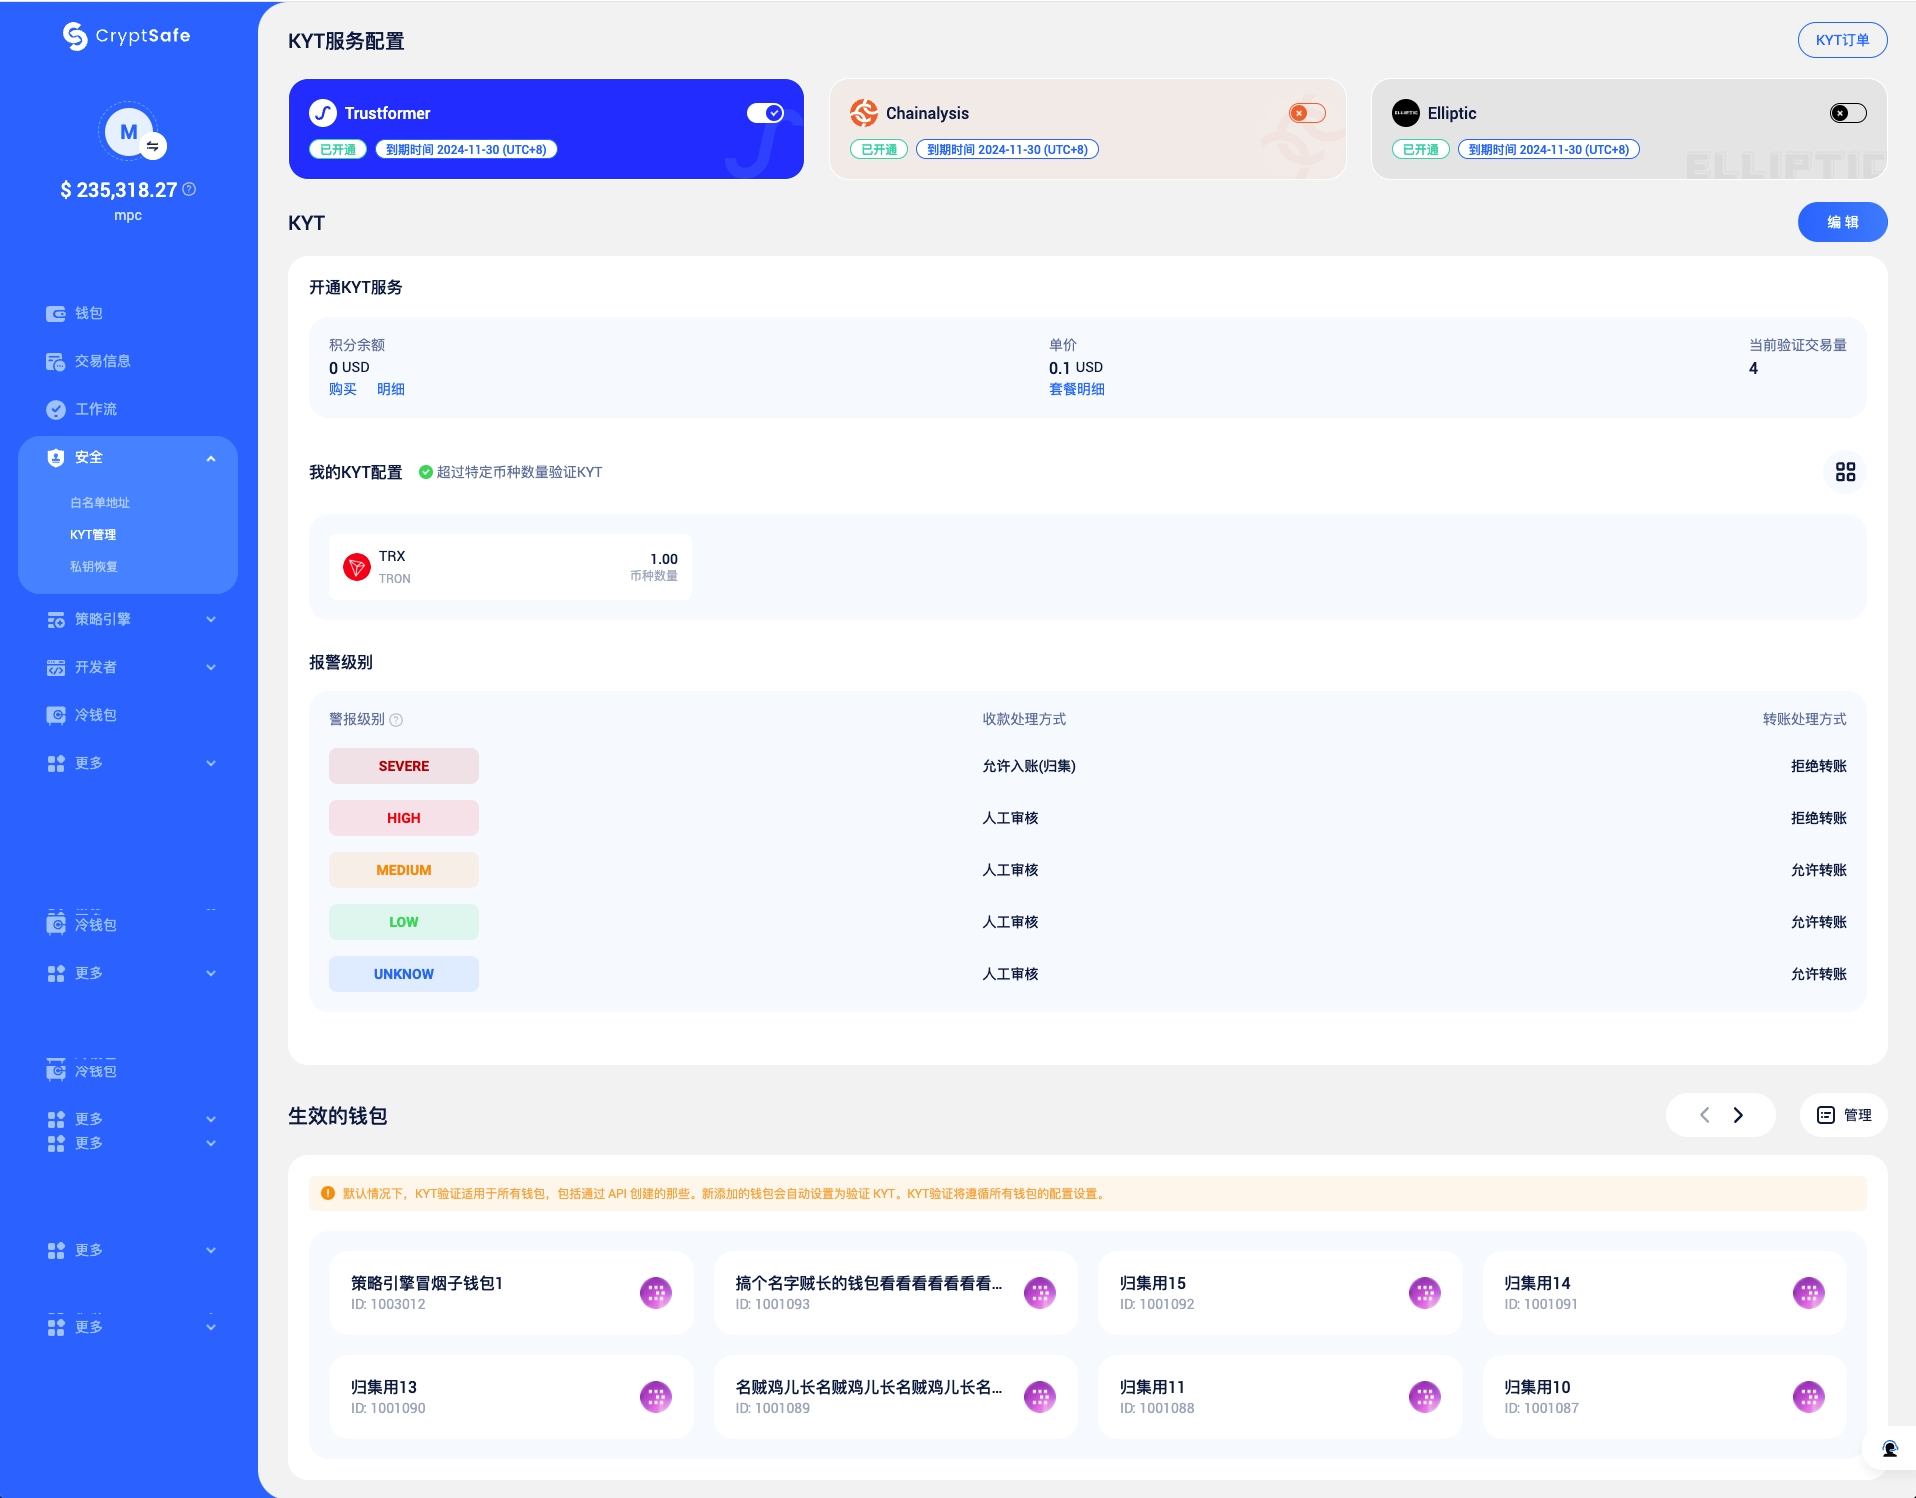 CryptSafe
M
$ 235,318.27
mpc
钱包
交易信息
工作流
安全
白名单地址
KYT管理
私钥恢复
策略引擎
开发者
冷钱包
更多
冷钱包
更多
冷钱包
更多
更多
更多
更多
KYT服务配置
KYT订单
Trustformer
已开通
到期时间 2024-11-30 (UTC+8)
Chainalysis
已开通
到期时间 2024-11-30 (UTC+8)
ELLIPTIC
Elliptic
已开通
到期时间 2024-11-30 (UTC+8)
ELLIPTIC
KYT
编 辑
开通KYT服务
积分余额
0 USD
购买 明细
单价
0.1 USD
套餐明细
当前验证交易量
4
我的KYT配置 超过特定币种数量验证KYT
TRX
TRON
1.00
币种数量
报警级别
警报级别 收款处理方式 转账处理方式
SEVERE 允许入账(归集) 拒绝转账
HIGH 人工审核 拒绝转账
MEDIUM 人工审核 允许转账
LOW 人工审核 允许转账
UNKNOW 人工审核 允许转账
生效的钱包
管理
默认情况下，KYT验证适用于所有钱包，包括通过 API 创建的那些。新添加的钱包会自动设置为验证 KYT。KYT验证将遵循所有钱包的配置设置。
策略引擎冒烟子钱包1
ID: 1003012
搞个名字贼长的钱包看看看看看看看...
ID: 1001093
归集用15
ID: 1001092
归集用14
ID: 1001091
归集用13
ID: 1001090
名贼鸡儿长名贼鸡儿长名贼鸡儿长名...
ID: 1001089
归集用11
ID: 1001088
归集用10
ID: 1001087